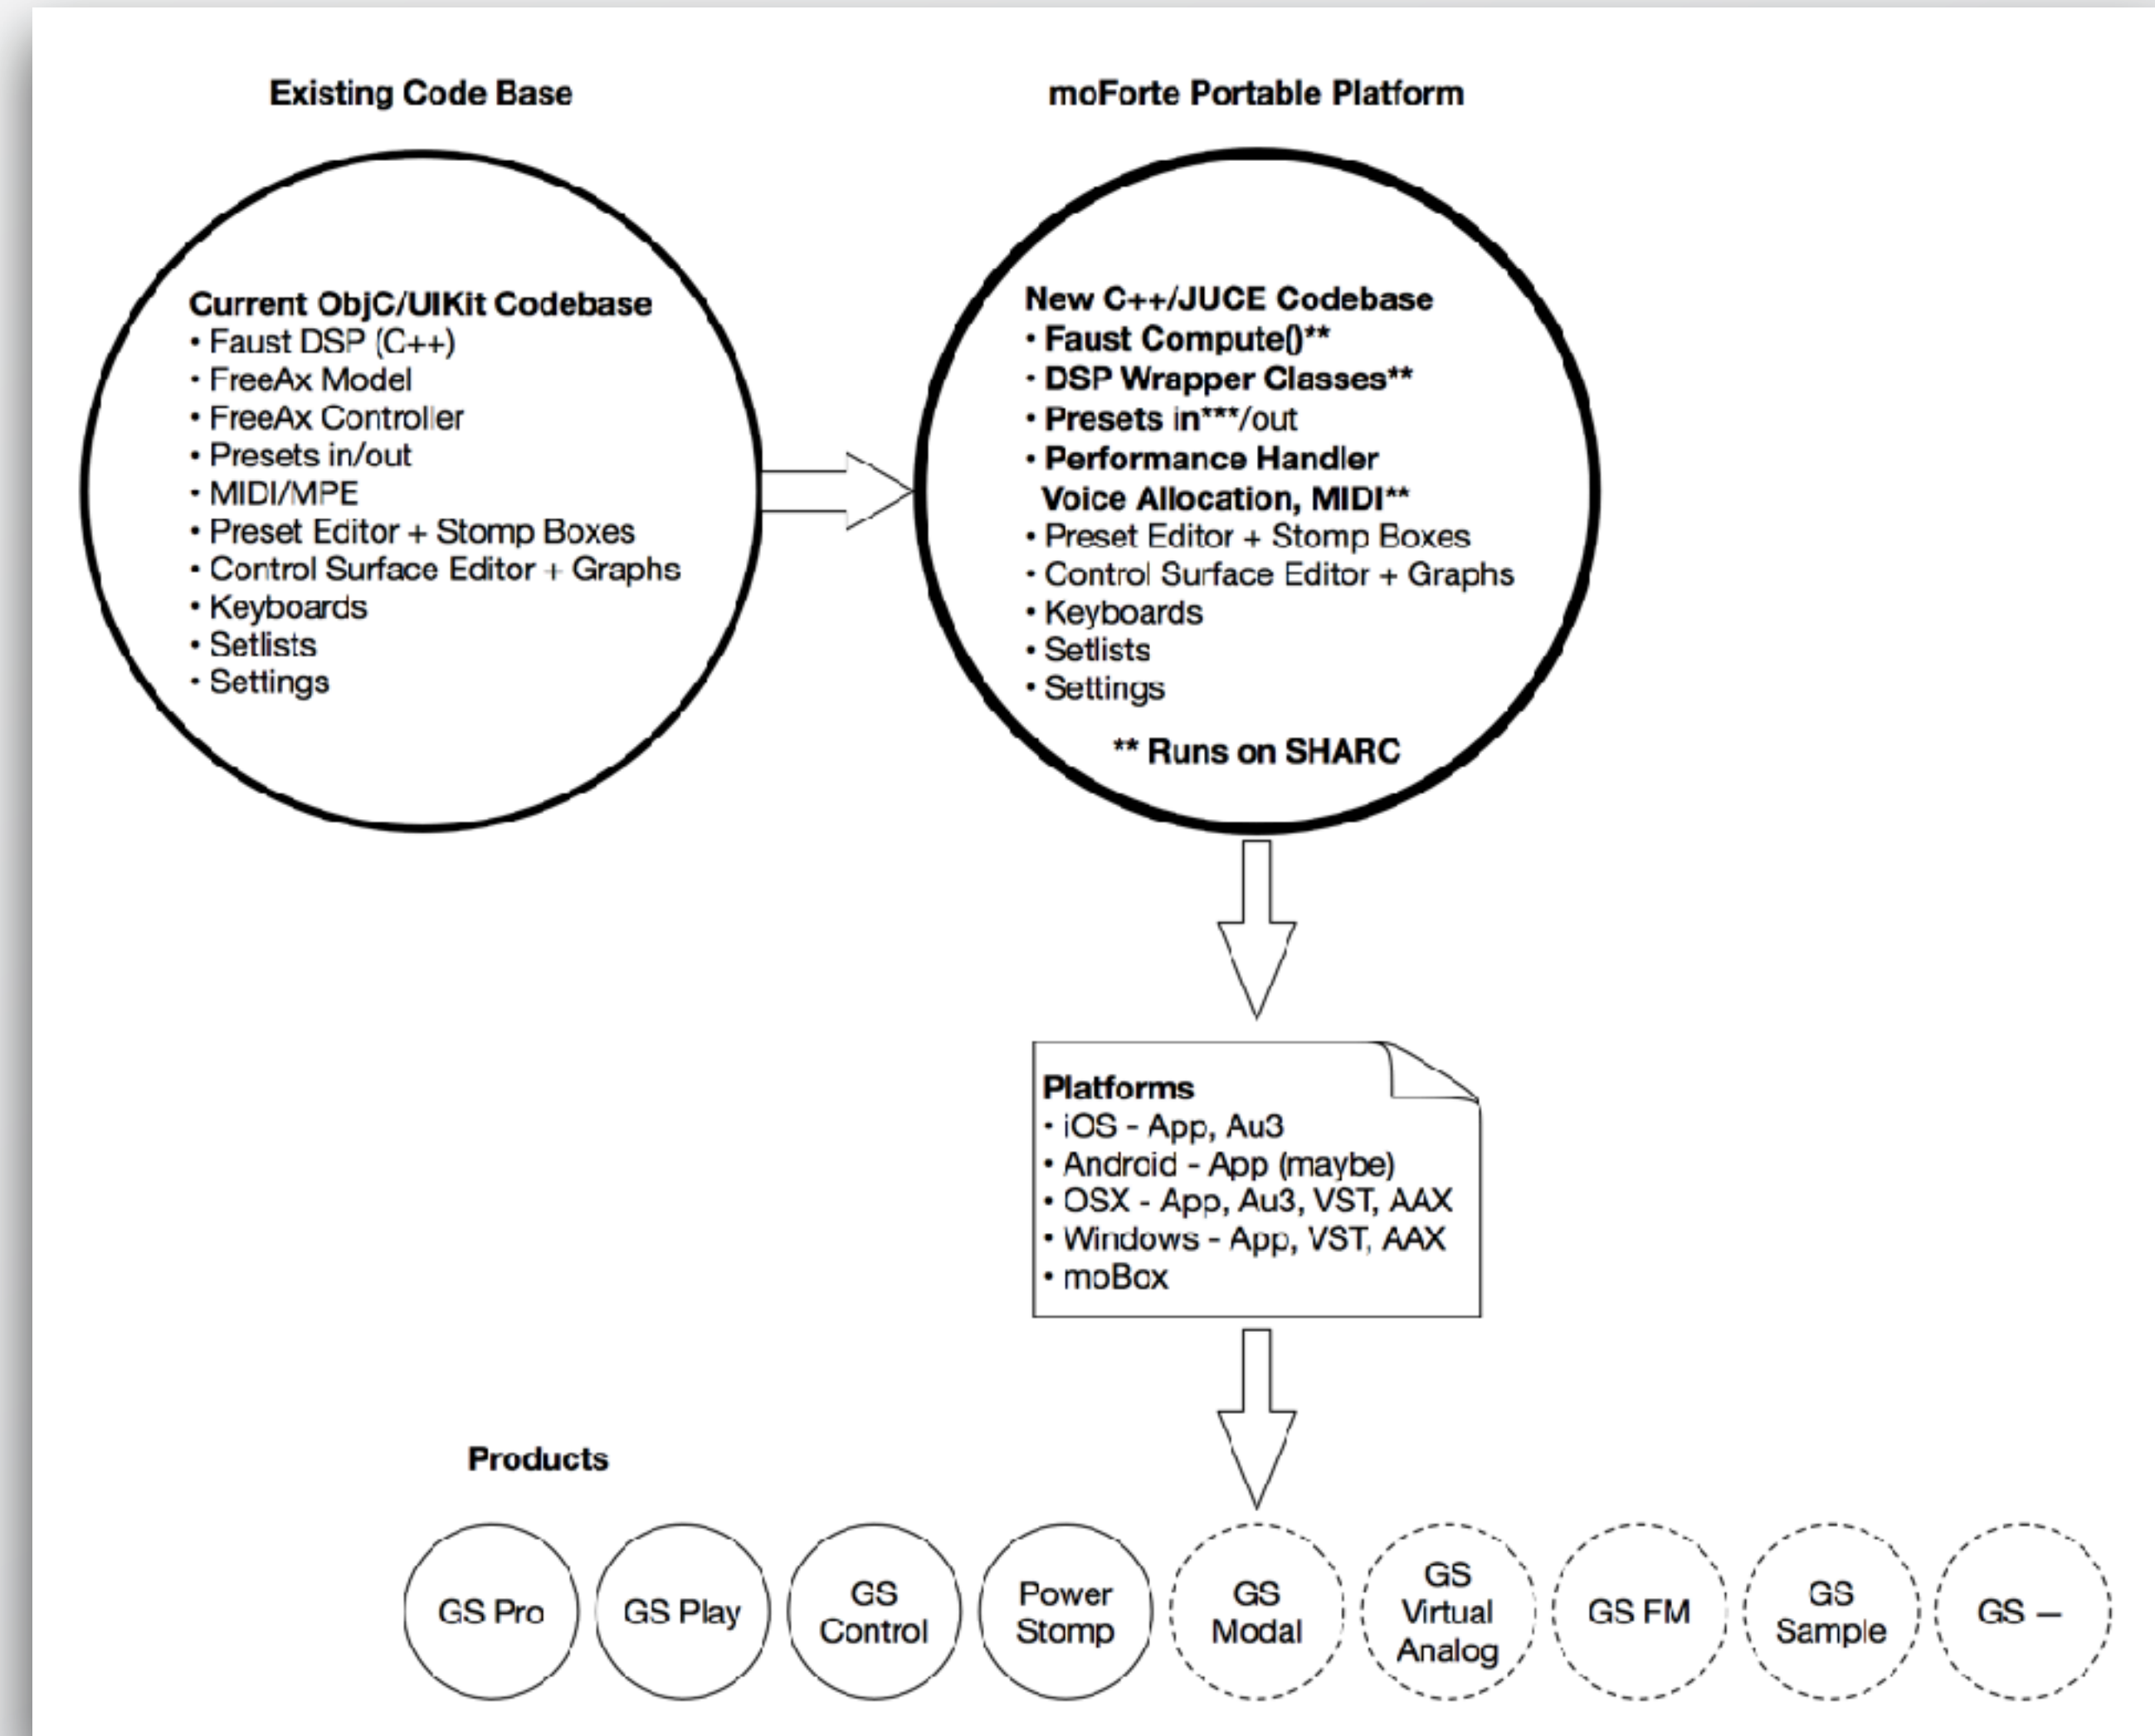 Existing Code Base
Current ObjC/UIKit Codebase
• Faust DSP (C++)
• FreeAx Model
• FreeAx Controller
• Presets in/out
• MIDI/MPE
• Preset Editor + Stomp Boxes
• Control Surface Editor + Graphs
• Keyboards
• Setlists
• Settings
moForte Portable Platform
New C++/JUCE Codebase
• Faust Compute()**
• DSP Wrapper Classes**
• Presets in***/out
• Performance Handler
Voice Allocation, MIDI**
• Preset Editor + Stomp Boxes
• Control Surface Editor + Graphs
• Keyboards
• Setlists
• Settings
** Runs on SHARC
Platforms
• iOS - App, Au3
• Android - App (maybe)
• OSX - App, Au3, VST, AAX
• Windows - App, VST, AAX
• moBox
Products
GS Pro
GS Play
GS
Control
Power
Stomp
GS
Modal
GS
Virtual
Analog
GS FM
GS
Sample
GS —